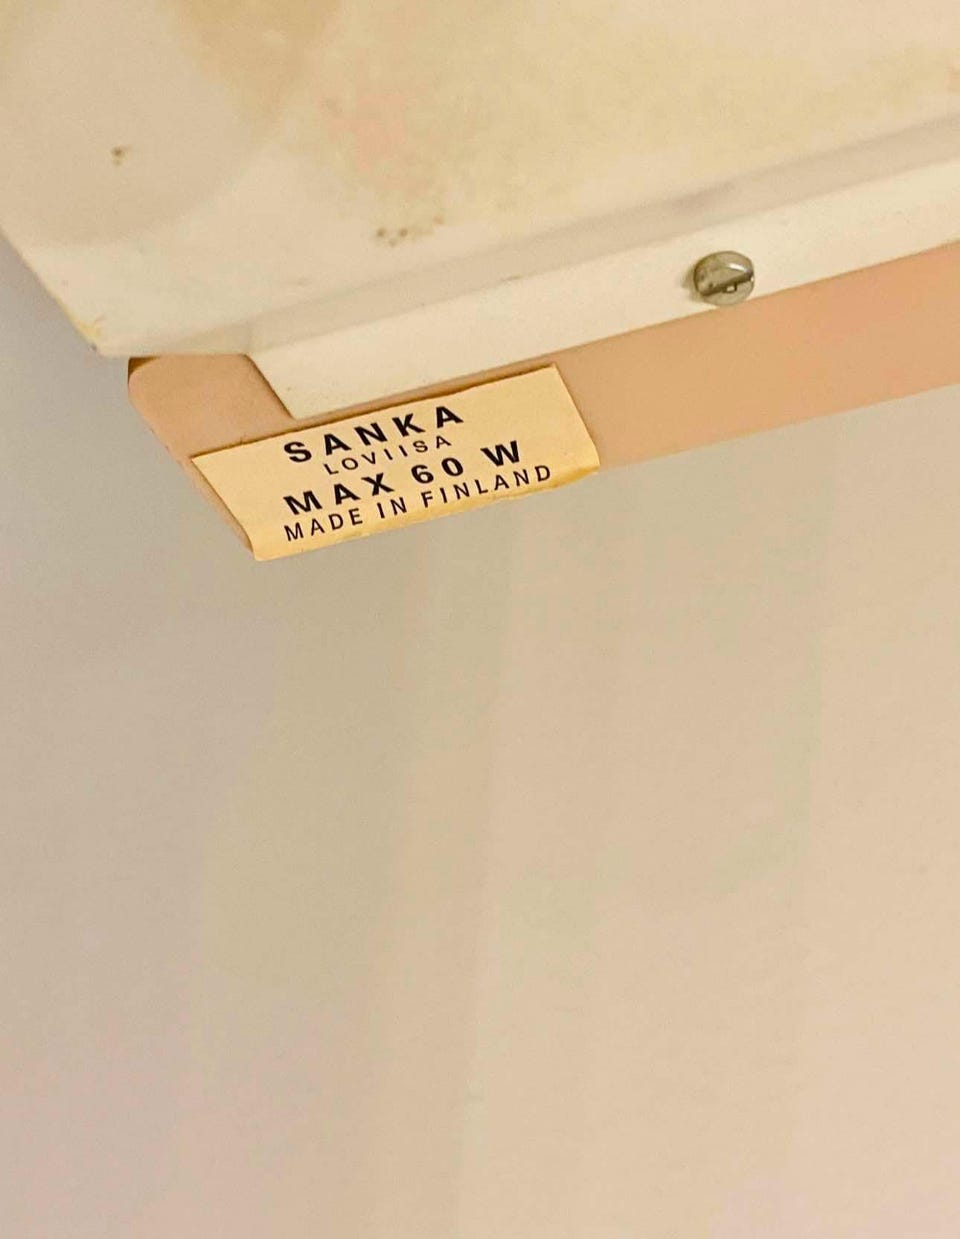 SANKA
LOVIISA
MAX 60 W
MADE IN FINLAND